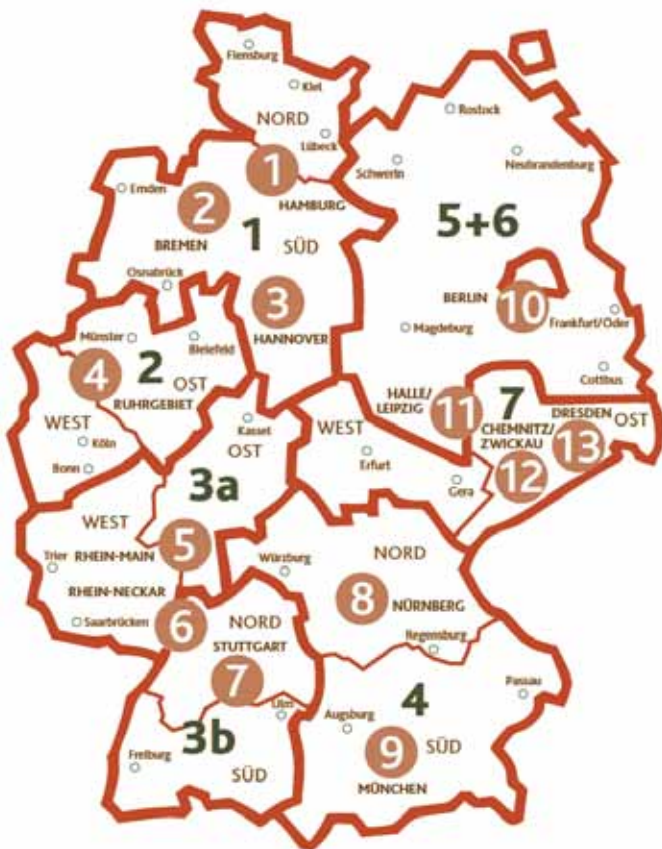 Flensburg
Kiel
NORD
Lübeck
1
HAMBURG
Rostock
Schwerin
Neubrandenburg
Emden
2
BREMEN
1
SÜD
5+6
Osnabrück
3
HANNOVER
BERLIN
10
Magdeburg
Frankfurt/Oder
Cottbus
Münster
Bielefeld
4
2
OST
RUHRGEBIET
WEST
Köln
Bonn
Kassel
OST
3a
WEST
Erfurt
Gera
HALLE/
LEIPZIG
11
7
CHEMNITZ/
ZWICKAU
12
DRESDEN
13
OST
WEST
Trier
RHEIN-MAIN
5
RHEIN-NECKAR
Saarbrücken
6
Würzburg
NORD
8
NÜRNBERG
Regensburg
NORD
STUTTGART
7
Ulm
3b
Freiburg
SÜD
4
Passau
Augsburg
9
SÜD
MÜNCHEN